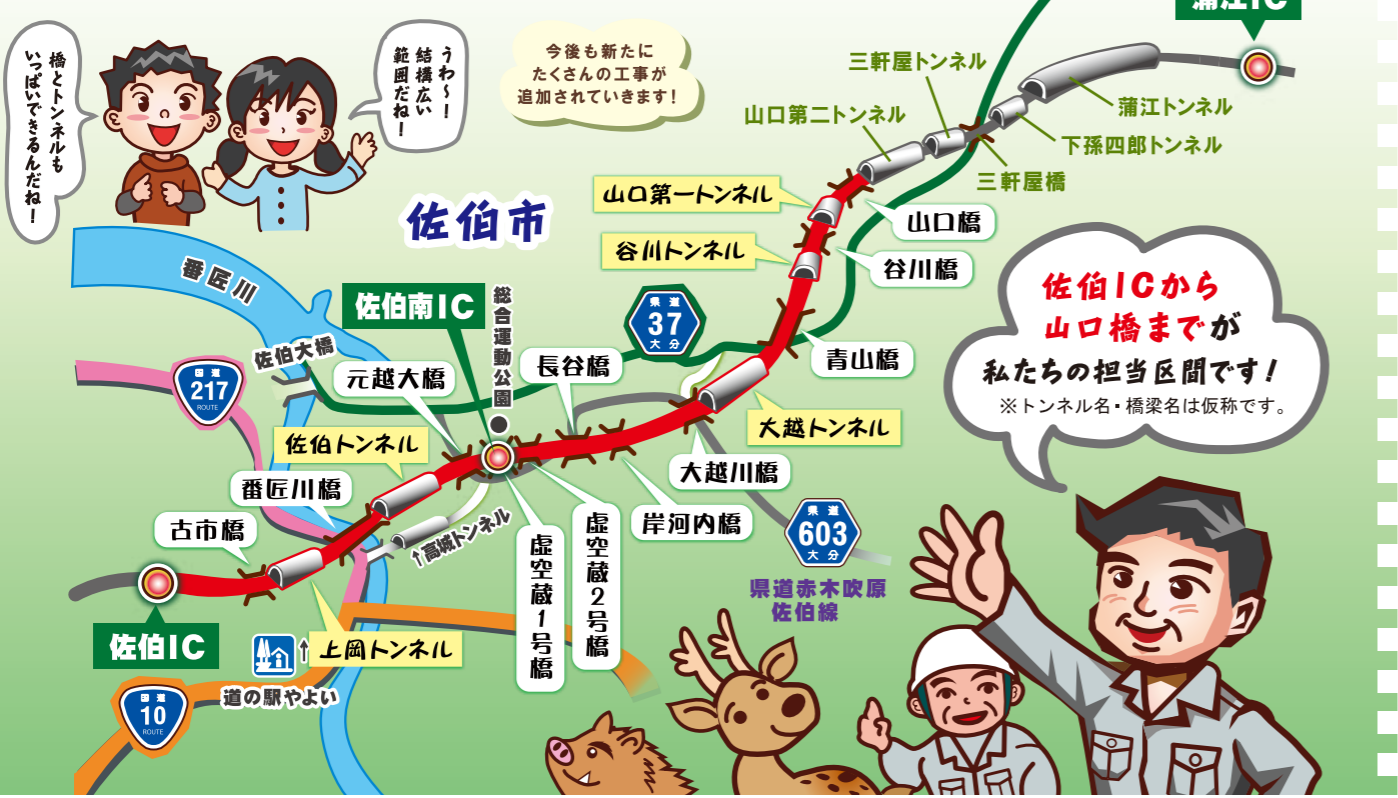 橋とトンネルも
いっぱいできるんだね！
うわ～！
結構広い
範囲だね！
今後も新たに
たくさんの工事が
追加されていきます！
蒲江IC
三軒屋トンネル
山口第二トンネル
蒲江トンネル
下孫四郎トンネル
三軒屋橋
山口第一トンネル
山口橋
谷川トンネル
谷川橋
佐伯市
番匠川
佐伯南IC
総合運動公園
県道
37
大分
佐伯大橋
元越大橋
長谷橋
青山橋
国道
217
ROUTE
佐伯トンネル
大越トンネル
番匠川橋
大越川橋
古市橋
↑高城トンネル
岸河内橋
虚空蔵1号橋
虚空蔵2号橋
県道
603
大分
県道赤木吹原
佐伯線
佐伯IC
上岡トンネル
↑
道の駅やよい
国道
10
ROUTE
佐伯ICから
山口橋までが
私たちの担当区間です！
※トンネル名・橋梁名は仮称です。